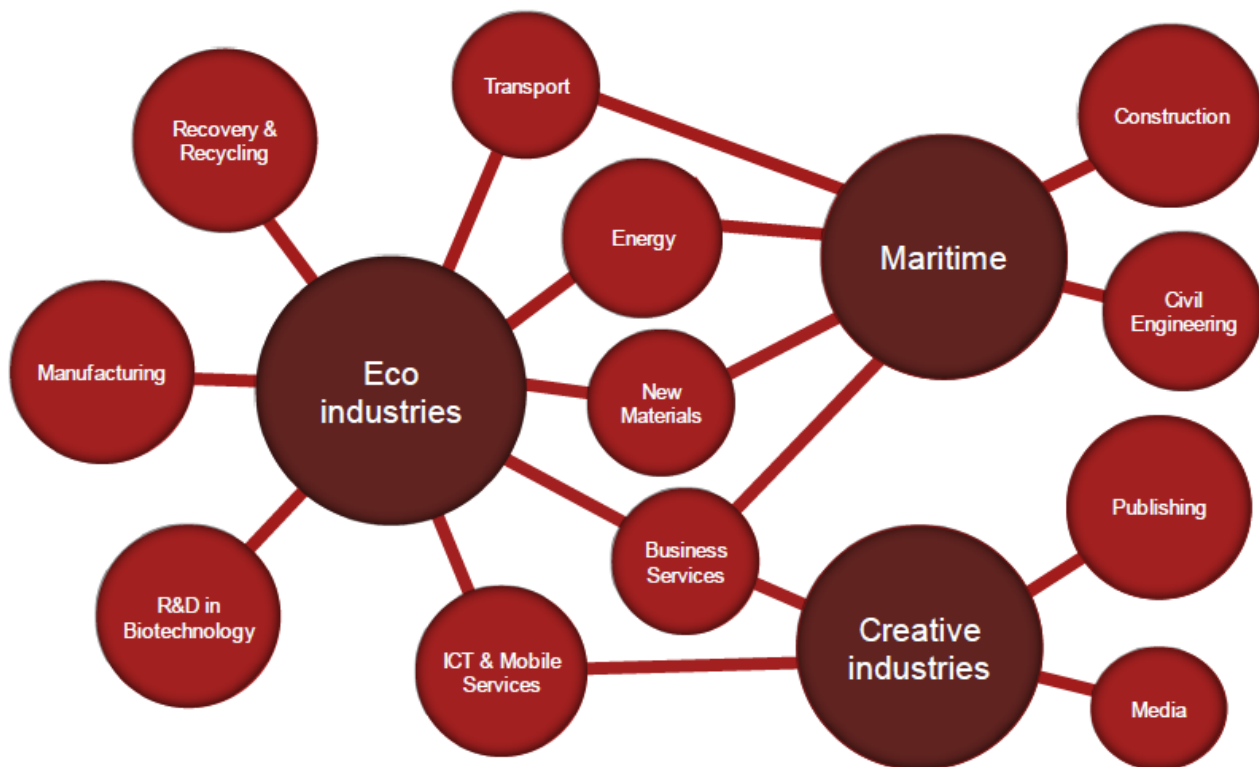 Transport
Recovery &
Recycling
Construction
Energy
Maritime
Civil
Engineering
Manufacturing
Eco
industries
New
Materials
Publishing
Business
Services
R&D in
Biotechnology
ICT & Mobile
Services
Creative
industries
Media